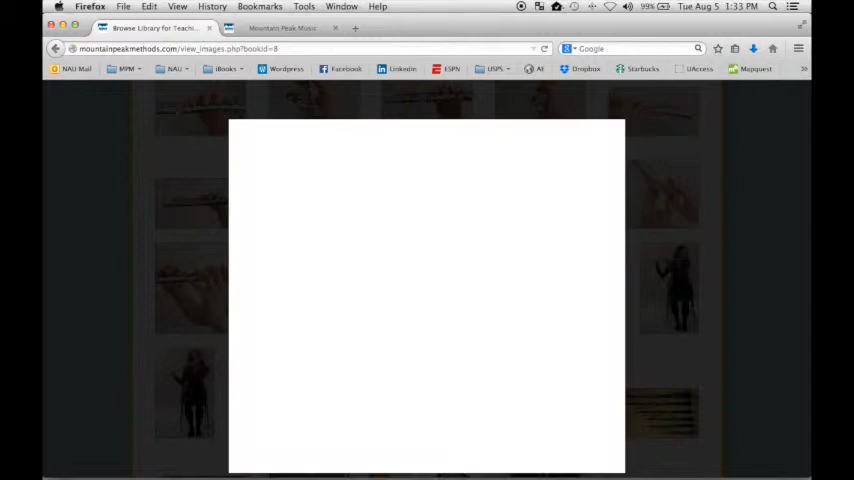 Firefox File Edit View History Bookmarks Tools Window Help 99% Tue Aug 5 1:33 PM
Browse Library for Teachi... Mountain Peak Music
mountainpeakmethods.com/view_images.php?bookid=8 Google
NAU Mail MPM NAU iBooks Wordpress Facebook LinkedIn ESPN USPS AE Dropbox Starbucks UAccess Mapquest